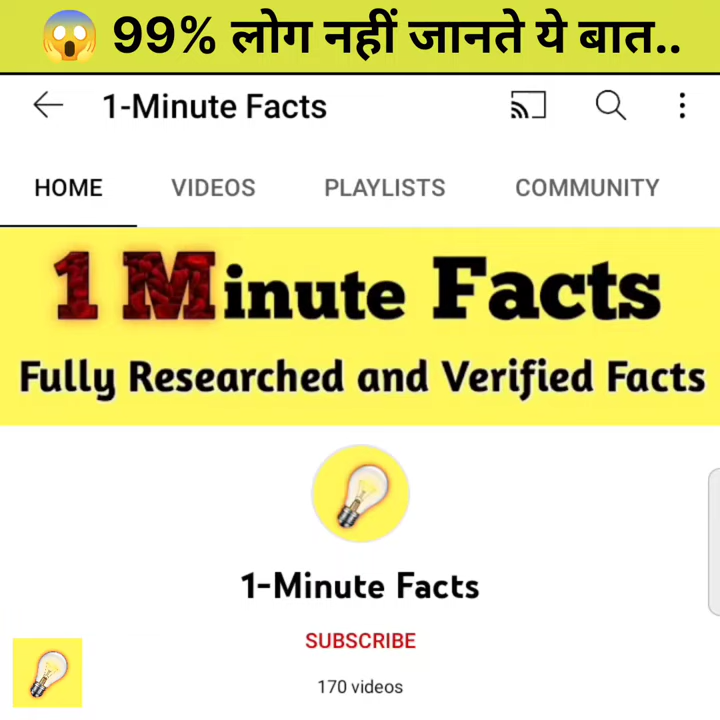 😱 99% लोग नहीं जानते ये बात..
1-Minute Facts
HOME VIDEOS PLAYLISTS COMMUNITY
1 Minute Facts
Fully Researched and Verified Facts
1-Minute Facts
SUBSCRIBE
170 videos